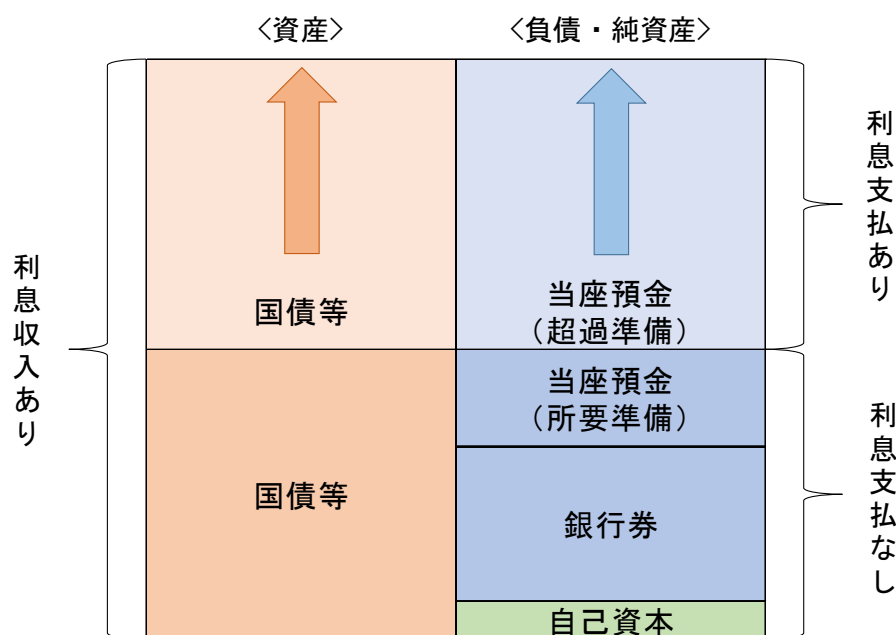 〈資産〉
〈負債・純資産〉
利息収入あり
国債等
当座預金
（超過準備）
利息支払あり
国債等
当座預金
（所要準備）
銀行券
自己資本
利息支払なし